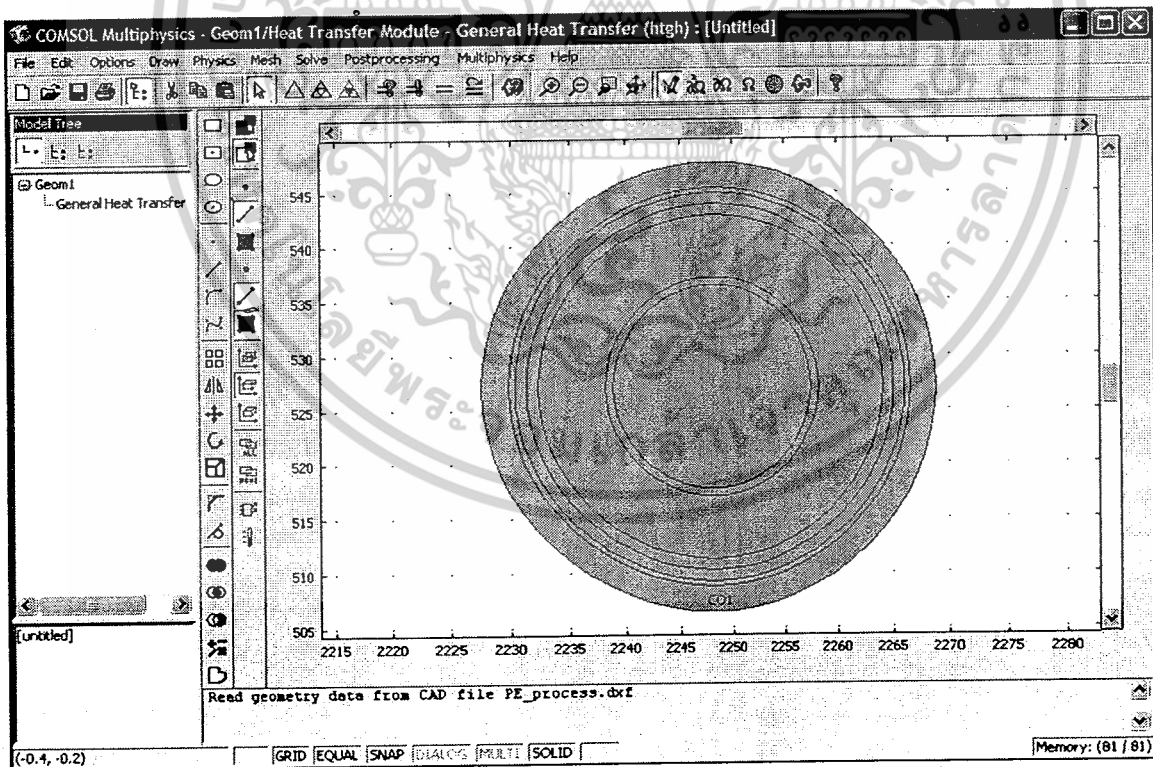 COMSOL Multiphysics - Geom1/Heat Transfer Module - General Heat Transfer (htgh) : [Untitled]
File Edit Options Draw Physics Mesh Solve Postprocessing Multiphysics Help
Model Tree
Geom1
General Heat Transfer
545
540
535
530
525
520
515
510
505
CO1
2215 2220 2225 2230 2235 2240 2245 2250 2255 2260 2265 2270 2275 2280
[untitled]
Read geometry data from CAD file PE_process.dxf
(-0.4, -0.2)
GRID EQUAL SNAP DIALOG MULTI SOLID
Memory: (81 / 81)